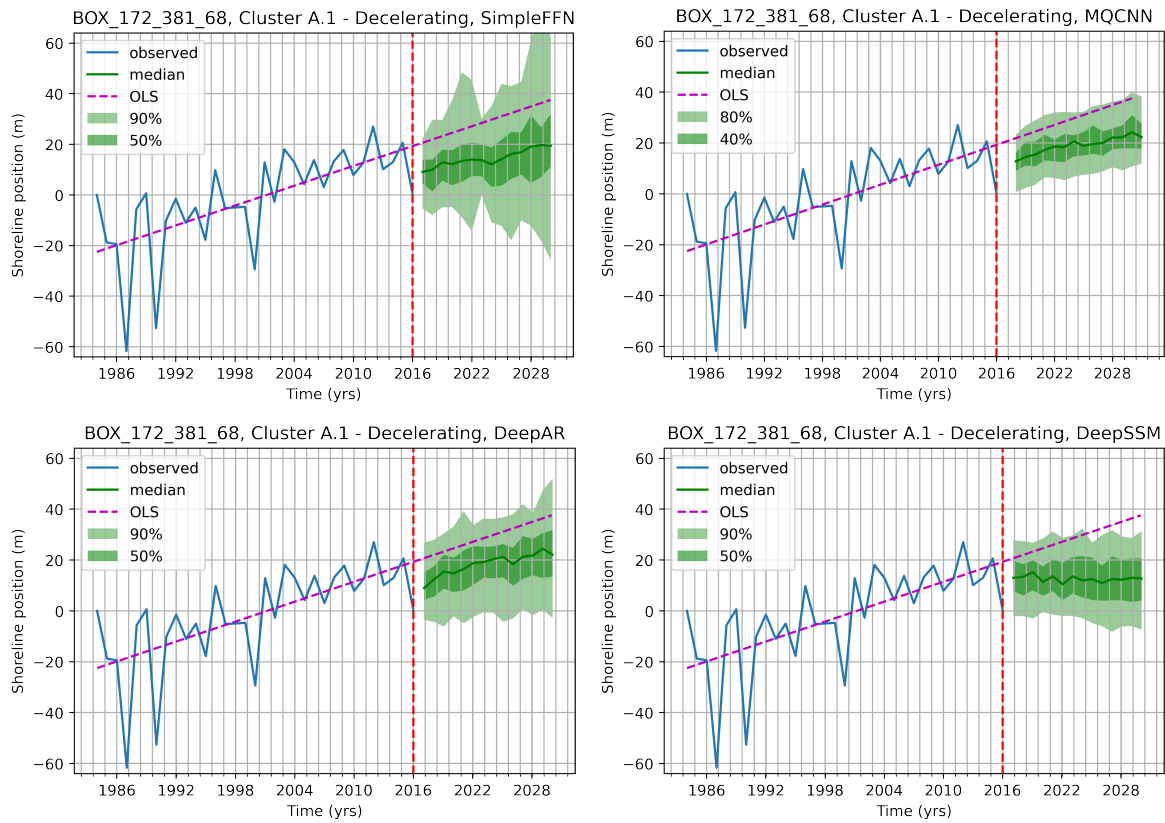 BOX_172_381_68, Cluster A.1 - Decelerating, SimpleFFN
60
40
20
0
−20
−40
−60
Shoreline position (m)
observed
median
OLS
90%
50%
1986 1992 1998 2004 2010 2016 2022 2028
Time (yrs)
BOX_172_381_68, Cluster A.1 - Decelerating, MQCNN
60
40
20
0
−20
−40
−60
Shoreline position (m)
observed
median
OLS
80%
40%
1986 1992 1998 2004 2010 2016 2022 2028
Time (yrs)
BOX_172_381_68, Cluster A.1 - Decelerating, DeepAR
60
40
20
0
−20
−40
−60
Shoreline position (m)
observed
median
OLS
90%
50%
1986 1992 1998 2004 2010 2016 2022 2028
Time (yrs)
BOX_172_381_68, Cluster A.1 - Decelerating, DeepSSM
60
40
20
0
−20
−40
−60
Shoreline position (m)
observed
median
OLS
90%
50%
1986 1992 1998 2004 2010 2016 2022 2028
Time (yrs)